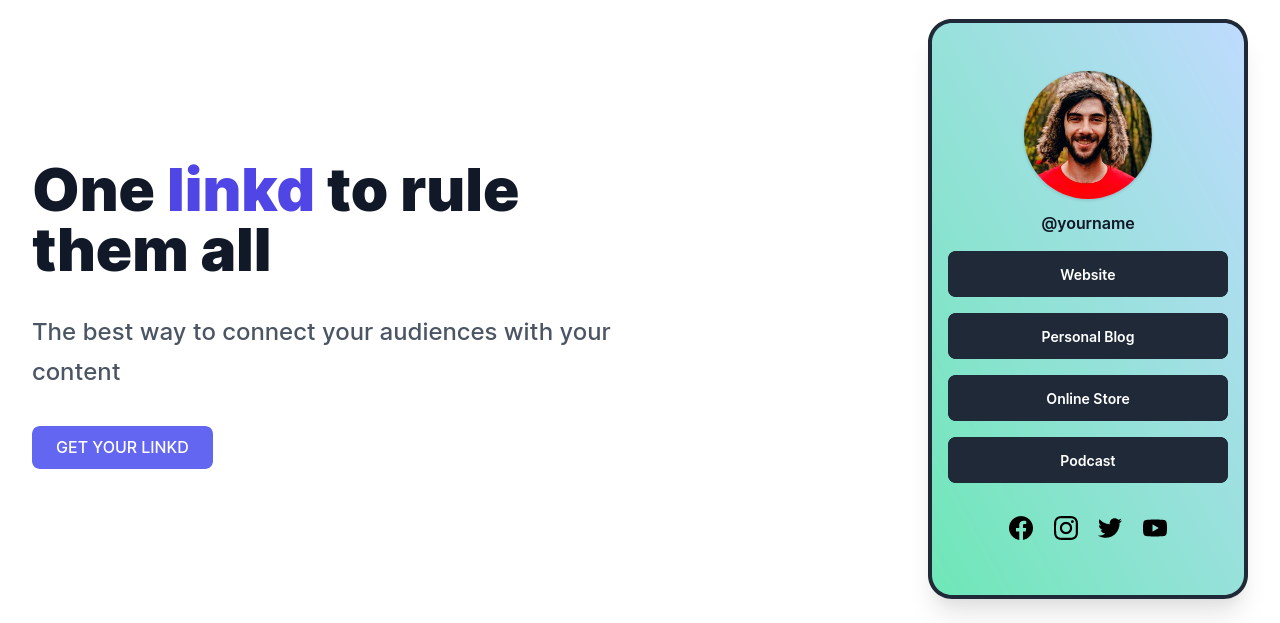 One linkd to rule
them all
The best way to connect your audiences with your
content
GET YOUR LINKD
@yourname
Website
Personal Blog
Online Store
Podcast